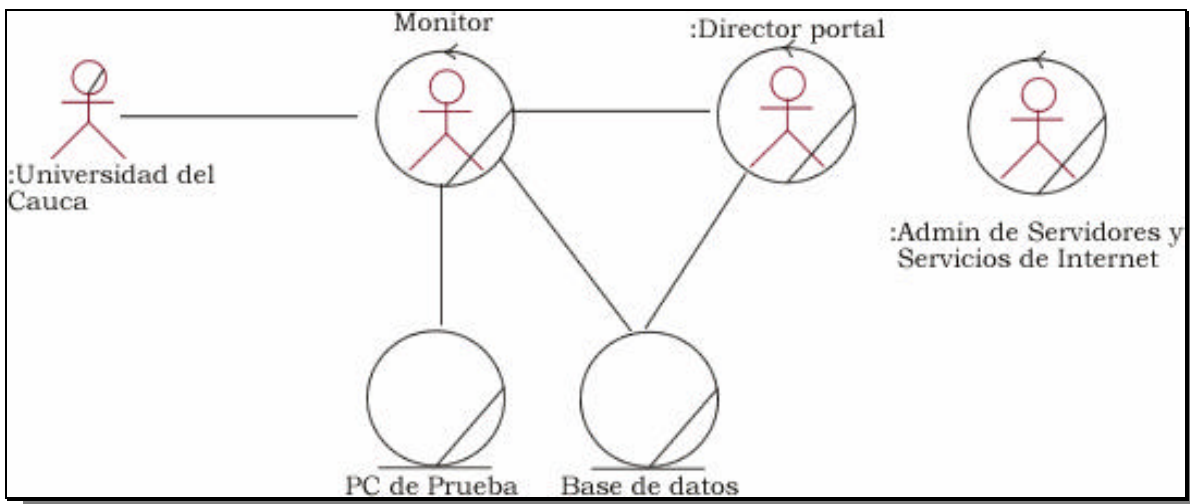 Monitor
:Director portal
:Universidad del
Cauca
:Admin de Servidores y
Servicios de Internet
PC de Prueba
Base de datos